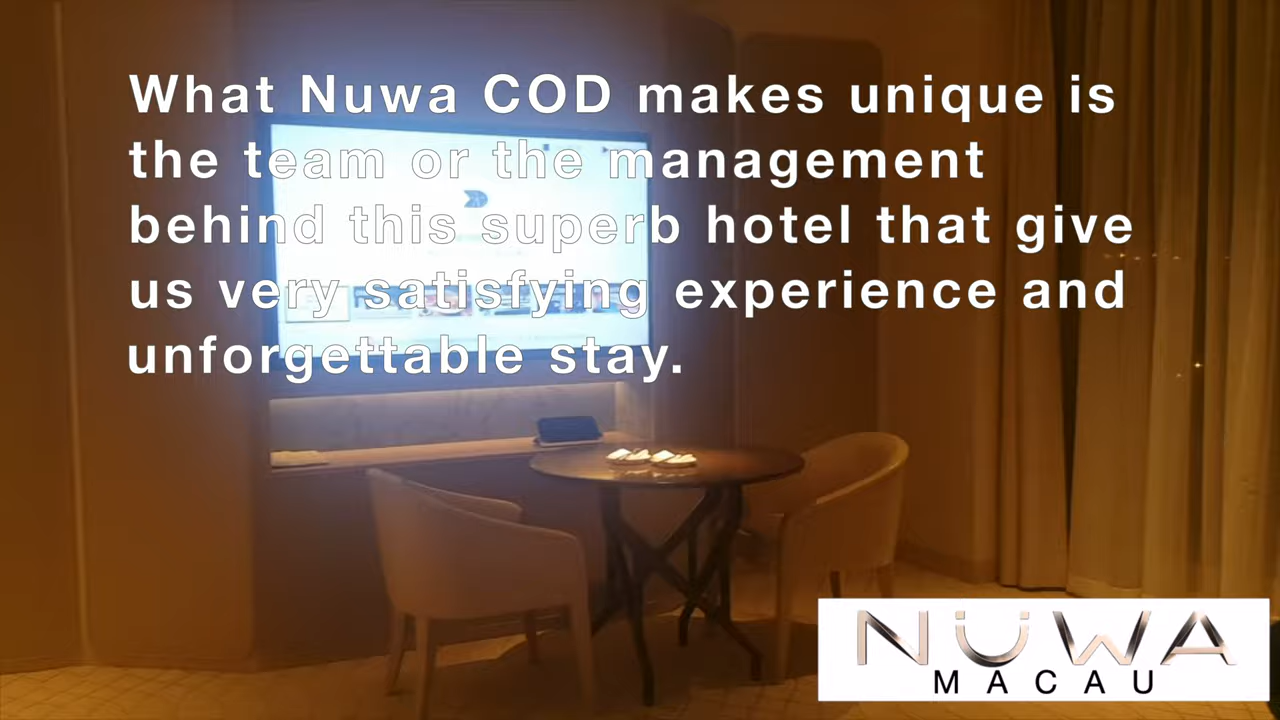 What Nuwa COD makes unique is
the team or the management
behind this superb hotel that give
us very satisfying experience and
unforgettable stay.
NÜWA
MACAU